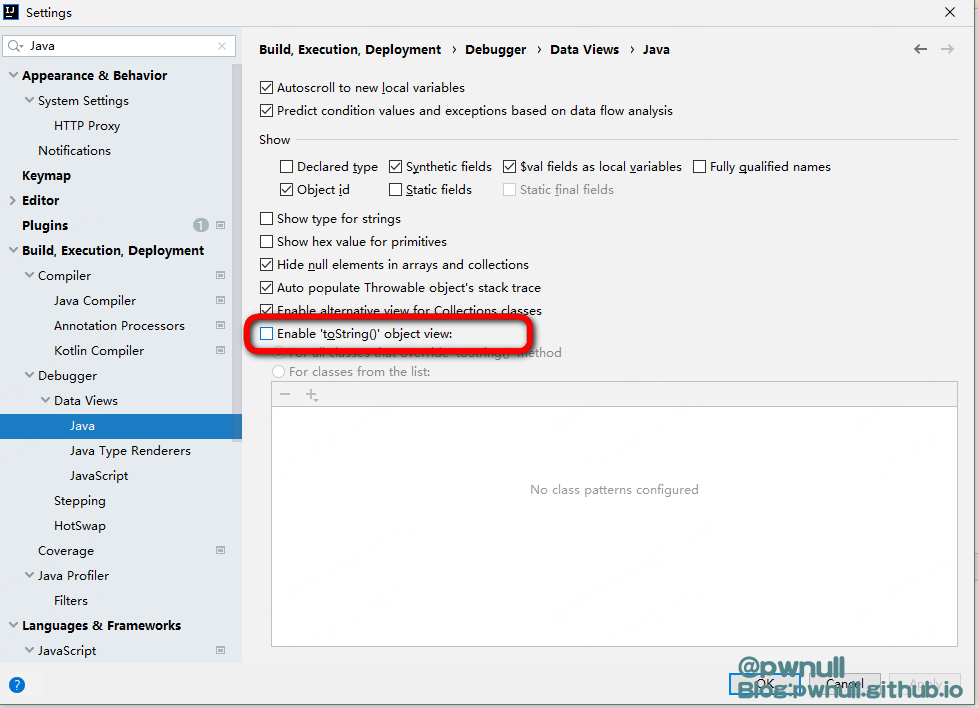 Settings
Java
Appearance & Behavior
System Settings
HTTP Proxy
Notifications
Keymap
Editor
Plugins 1
Build, Execution, Deployment
Compiler
Java Compiler
Annotation Processors
Kotlin Compiler
Debugger
Data Views
Java
Java Type Renderers
JavaScript
Stepping
HotSwap
Coverage
Java Profiler
Filters
Languages & Frameworks
JavaScript
Build, Execution, Deployment › Debugger › Data Views › Java
Autoscroll to new local variables
Predict condition values and exceptions based on data flow analysis
Show
Declared type Synthetic fields $val fields as local variables Fully qualified names
Object id Static fields Static final fields
Show type for strings
Show hex value for primitives
Hide null elements in arrays and collections
Auto populate Throwable object's stack trace
Enable alternative view for Collections classes
Enable 'toString()' object view:
For all classes that override 'toString()' method
For classes from the list:
No class patterns configured
OK Cancel Apply
@pwnull
Blog:pwnull.github.io